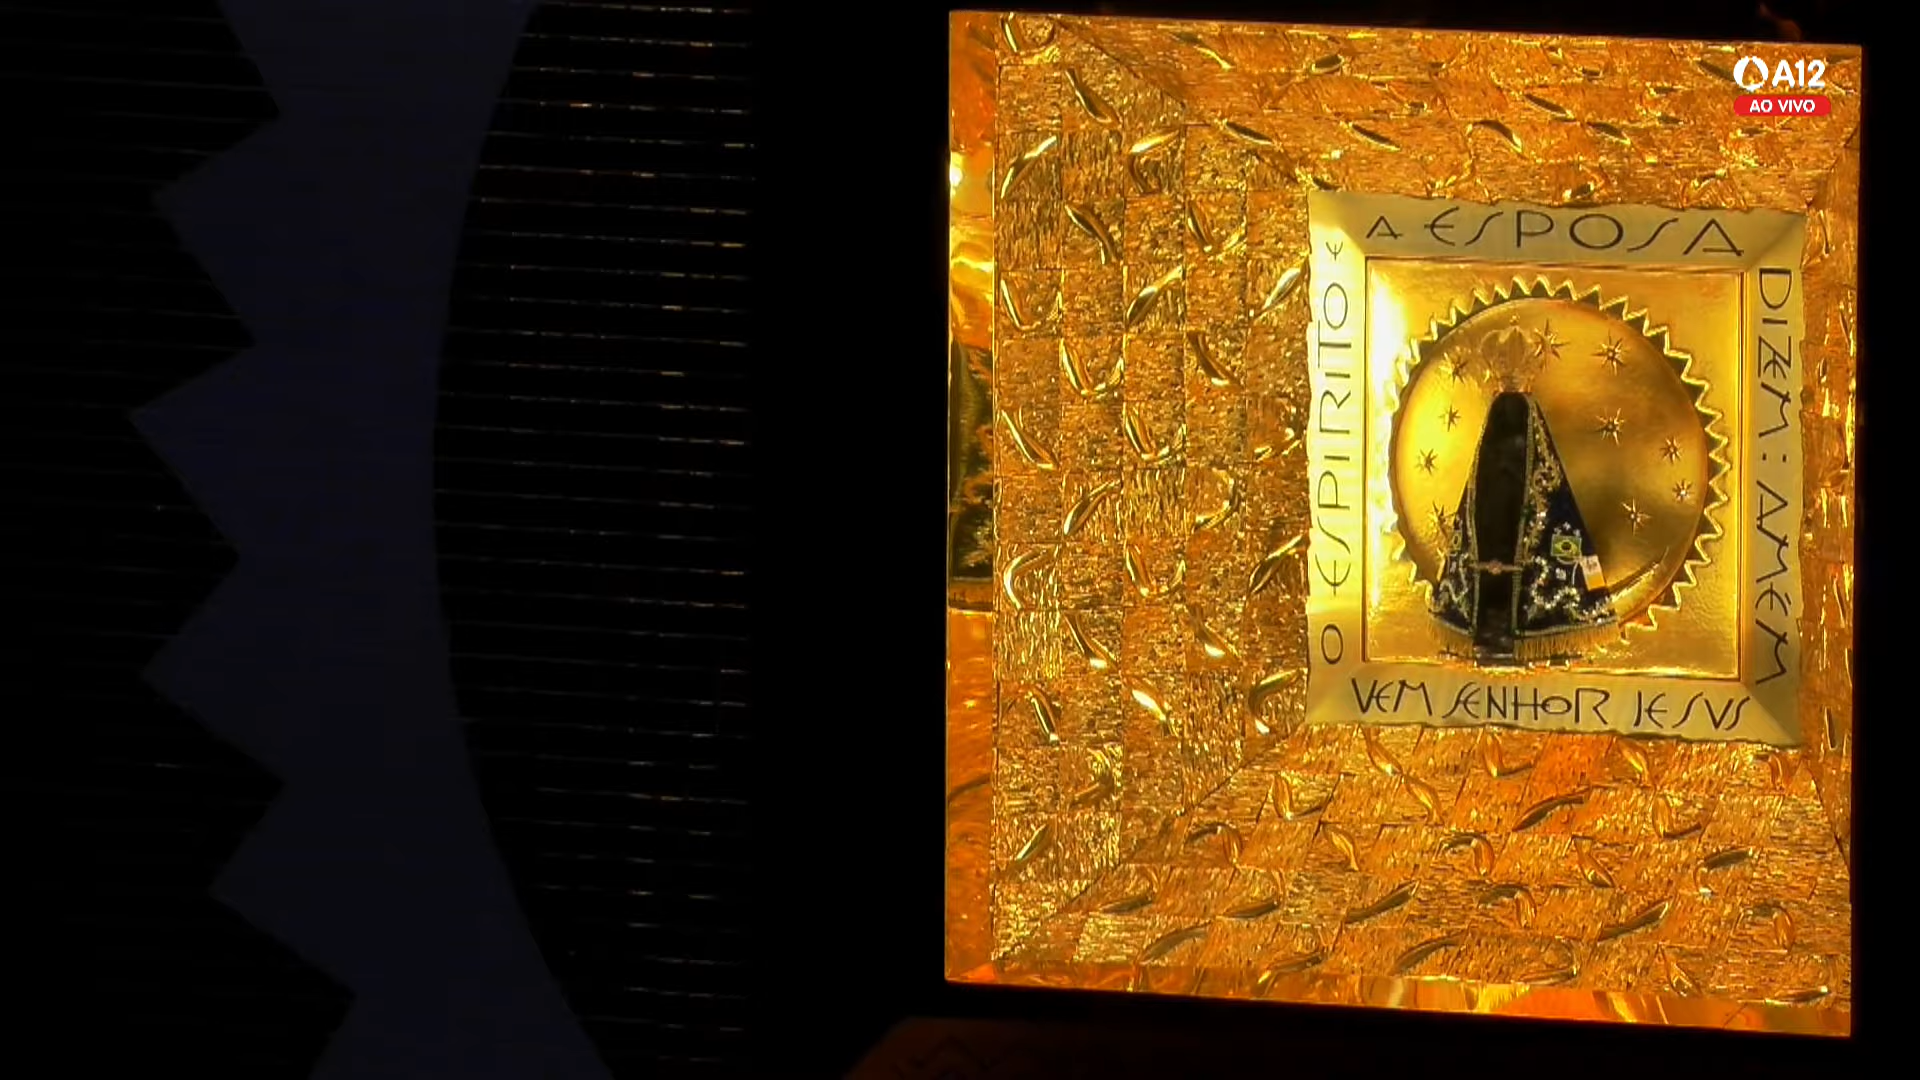 A12
AO VIVO
O ESPIRITO E
A ESPOSA
DIZEM: AMÉM
VEM SENHOR JESUS